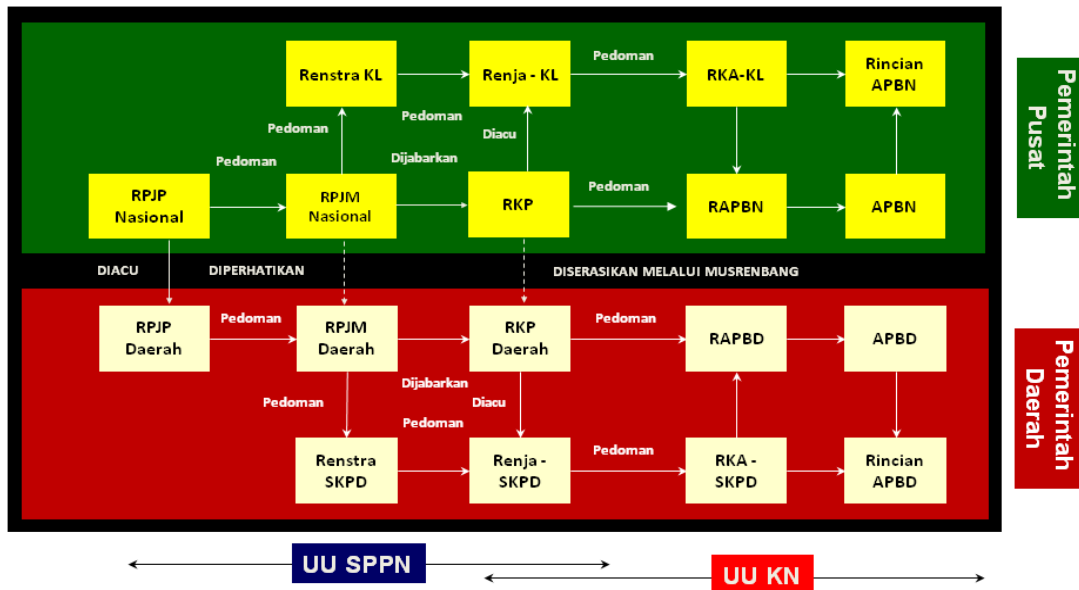 Renstra KL
Renja - KL
Pedoman
RKA-KL
Rincian
APBN
Pedoman
Pedoman
Diacu
Pedoman
Dijabarkan
RPJP
Nasional
RPJM
Nasional
RKP
Pedoman
RAPBN
APBN
Pemerintah
Pusat
DIACU
DIPERHATIKAN
DISERASIKAN MELALUI MUSRENBANG
RPJP
Daerah
Pedoman
RPJM
Daerah
RKP
Daerah
Pedoman
RAPBD
APBD
Pedoman
Dijabarkan
Diacu
Pedoman
Renstra
SKPD
Renja -
SKPD
Pedoman
RKA -
SKPD
Rincian
APBD
Pemerintah
Daerah
UU SPPN
UU KN